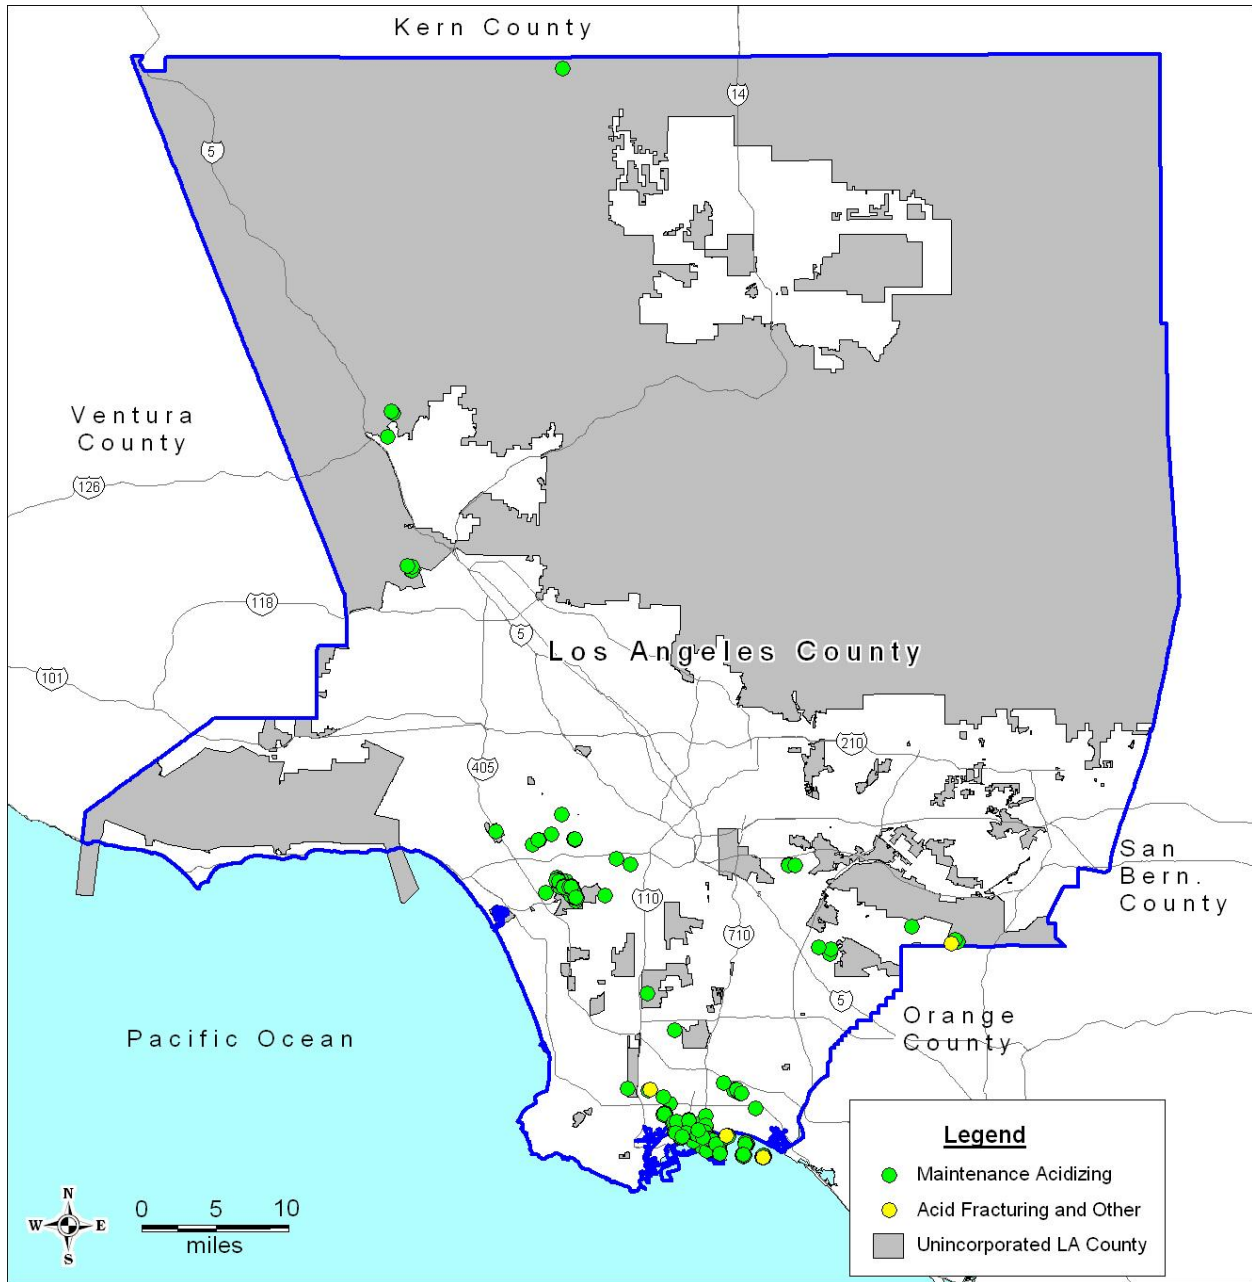 Kern County
14
5
Ventura
County
126
118
5
Los Angeles County
101
210
405
San
Bern.
County
110
710
5
Orange
County
Pacific Ocean
Legend
Maintenance Acidizing
Acid Fracturing and Other
Unincorporated LA County
N
W E
S
0 5 10
miles